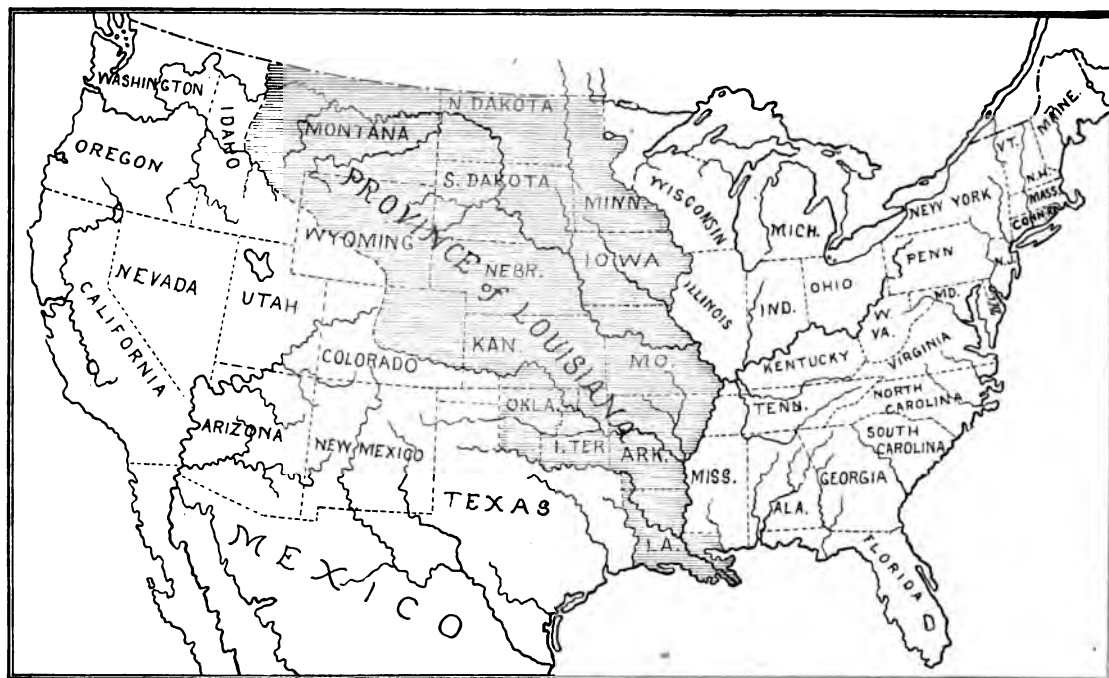 WASHINGTON
IDAHO
MONTANA
N. DAKOTA
OREGON
S. DAKOTA
MINN.
WISCONSIN
MICH.
NEW YORK
VT.
MAINE.
N.H.
MASS.
CONN.
PROVINCE OF LOUISIANA
WYOMING
NEBR.
IOWA
ILLINOIS
IND.
OHIO
PENN
N.J.
MD.
DEL.
NEVADA
UTAH
CALIFORNIA
COLORADO
KAN.
MO.
KENTUCKY
W. VA.
VIRGINIA
TENN.
NORTH CAROLINA
SOUTH CAROLINA
ARIZONA
NEW MEXICO
OKLA.
I. TER
ARK.
MISS.
ALA.
GEORGIA
TEXAS
LA.
FLORIDA
MEXICO